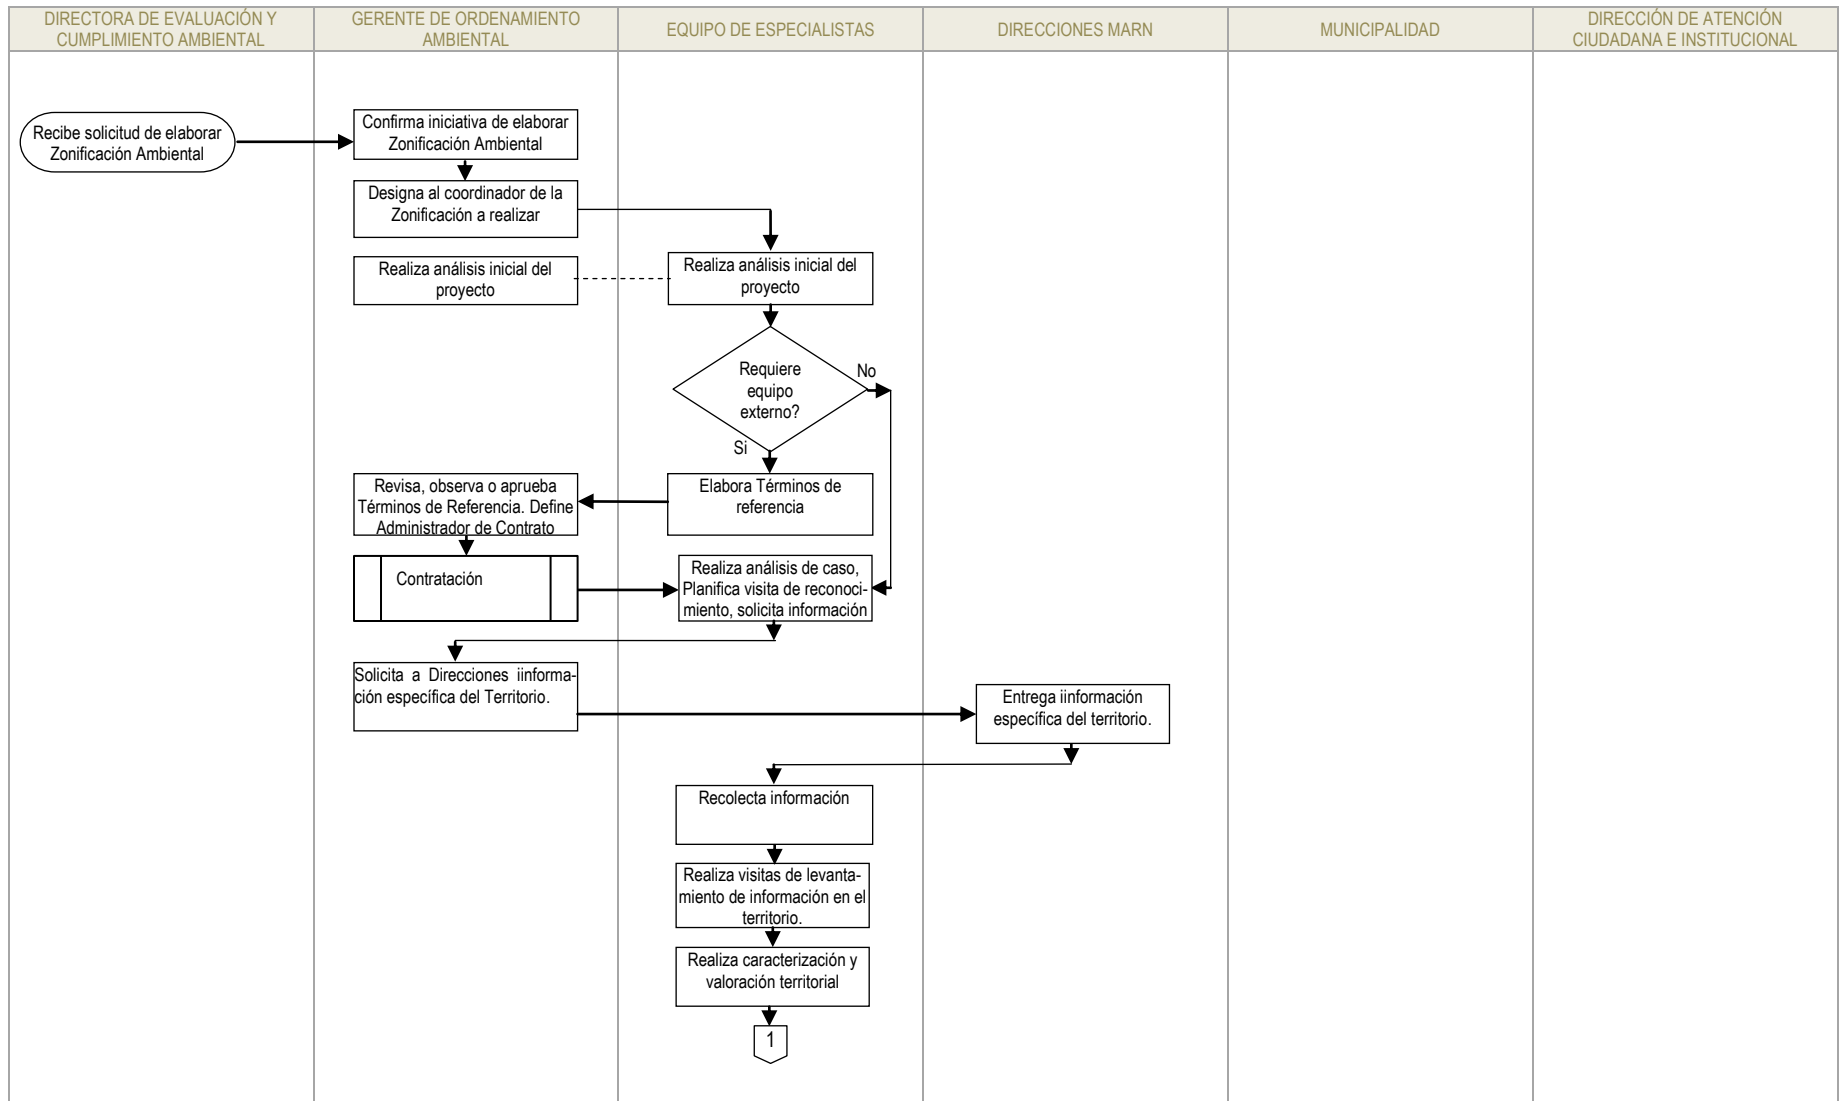 DIRECTORA DE EVALUACIÓN Y
CUMPLIMIENTO AMBIENTAL
GERENTE DE ORDENAMIENTO
AMBIENTAL
EQUIPO DE ESPECIALISTAS
DIRECCIONES MARN
MUNICIPALIDAD
DIRECCIÓN DE ATENCIÓN
CIUDADANA E INSTITUCIONAL
Recibe solicitud de elaborar
Zonificación Ambiental
Confirma iniciativa de elaborar
Zonificación Ambiental
Designa al coordinador de la
Zonificación a realizar
Realiza análisis inicial del
proyecto
Realiza análisis inicial del
proyecto
Requiere
equipo
externo?
No
Si
Elabora Términos de
referencia
Revisa, observa o aprueba
Términos de Referencia. Define
Administrador de Contrato
Contratación
Realiza análisis de caso,
Planifica visita de reconoci-
miento, solicita información
Solicita a Direcciones iinforma-
ción específica del Territorio.
Entrega iinformación
específica del territorio.
Recolecta información
Realiza visitas de levanta-
miento de información en el
territorio.
Realiza caracterización y
valoración territorial
1